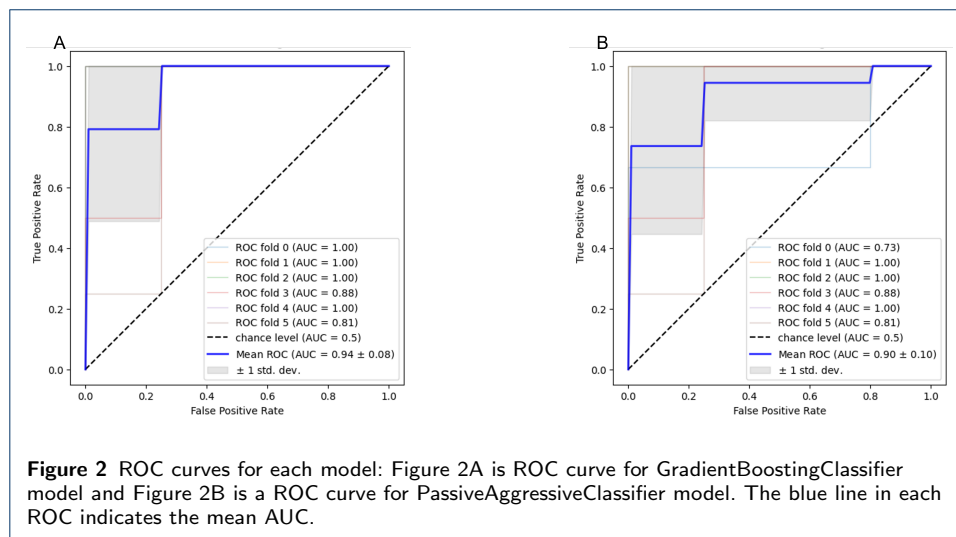 A
1.0
0.8
0.6
0.4
0.2
0.0
True Positive Rate
0.0 0.2 0.4 0.6 0.8 1.0
False Positive Rate
ROC fold 0 (AUC = 1.00)
ROC fold 1 (AUC = 1.00)
ROC fold 2 (AUC = 1.00)
ROC fold 3 (AUC = 0.88)
ROC fold 4 (AUC = 1.00)
ROC fold 5 (AUC = 0.81)
chance level (AUC = 0.5)
Mean ROC (AUC = 0.94 ± 0.08)
± 1 std. dev.
B
1.0
0.8
0.6
0.4
0.2
0.0
True Positive Rate
0.0 0.2 0.4 0.6 0.8 1.0
False Positive Rate
ROC fold 0 (AUC = 0.73)
ROC fold 1 (AUC = 1.00)
ROC fold 2 (AUC = 1.00)
ROC fold 3 (AUC = 0.88)
ROC fold 4 (AUC = 1.00)
ROC fold 5 (AUC = 0.81)
chance level (AUC = 0.5)
Mean ROC (AUC = 0.90 ± 0.10)
± 1 std. dev.
Figure 2 ROC curves for each model: Figure 2A is ROC curve for GradientBoostingClassifier
model and Figure 2B is a ROC curve for PassiveAggressiveClassifier model. The blue line in each
ROC indicates the mean AUC.